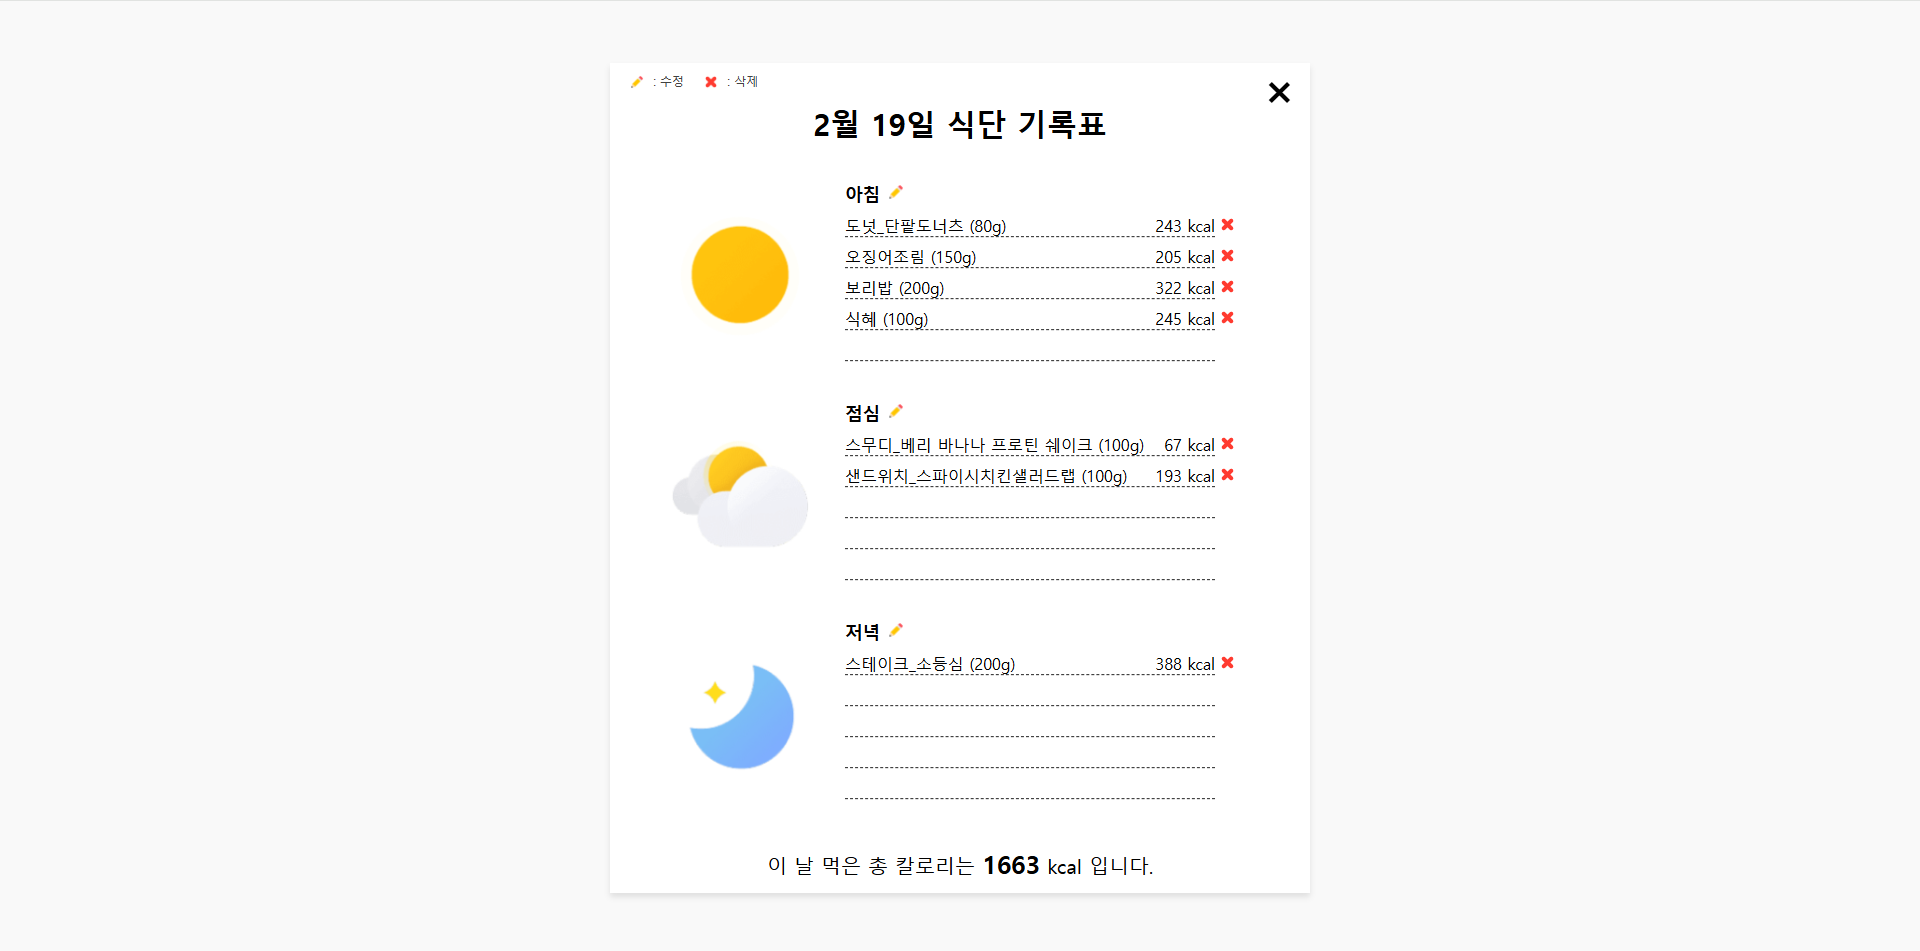 : 수정 : 삭제
2월 19일 식단 기록표
아침
도넛_단팥도너츠 (80g) 243 kcal
오징어조림 (150g) 205 kcal
보리밥 (200g) 322 kcal
식혜 (100g) 245 kcal
점심
스무디_베리 바나나 프로틴 쉐이크 (100g) 67 kcal
샌드위치_스파이시치킨샐러드랩 (100g) 193 kcal
저녁
스테이크_소등심 (200g) 388 kcal
이 날 먹은 총 칼로리는 1663 kcal 입니다.